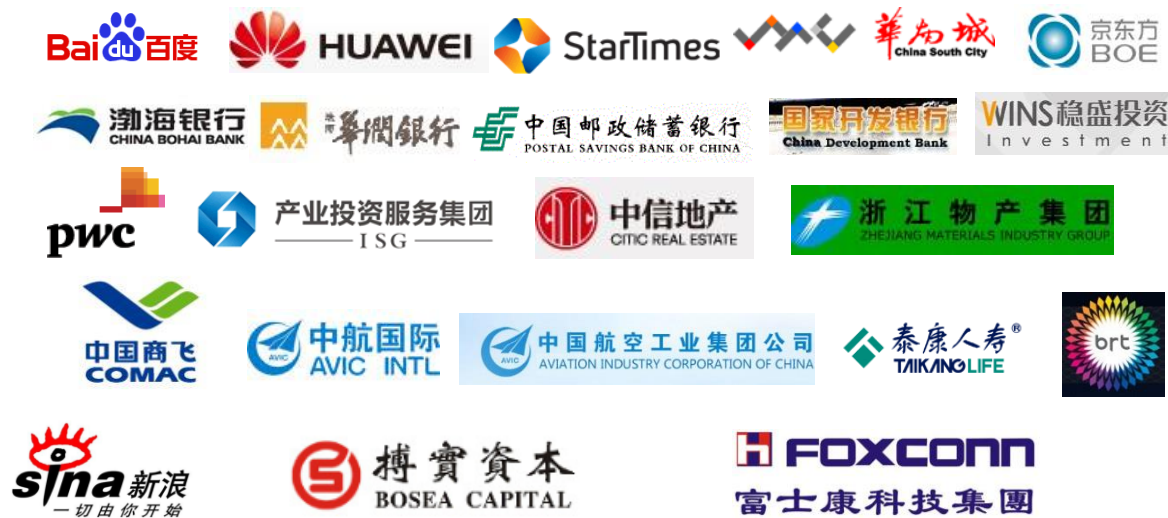 Bai du 百度
HUAWEI
StarTimes
華南城
China South City
京东方
BOE
渤海银行
CHINA BOHAI BANK
珠海
華潤銀行
中国邮政储蓄银行
POSTAL SAVINGS BANK OF CHINA
国家开发银行
China Development Bank
WINS稳盛投资
Investment
pwc
产业投资服务集团
ISG
CITIC
中信地产
CITIC REAL ESTATE
浙江物产集团
ZHEJIANG MATERIALS INDUSTRY GROUP
中国商飞
COMAC
AVIC
中航国际
AVIC INTL
AVIC
中国航空工业集团公司
AVIATION INDUSTRY CORPORATION OF CHINA
泰康人寿®
TAIKANG LIFE
brt
sina新浪
一切由你开始
搏實資本
BOSEA CAPITAL
FOXCONN
富士康科技集團